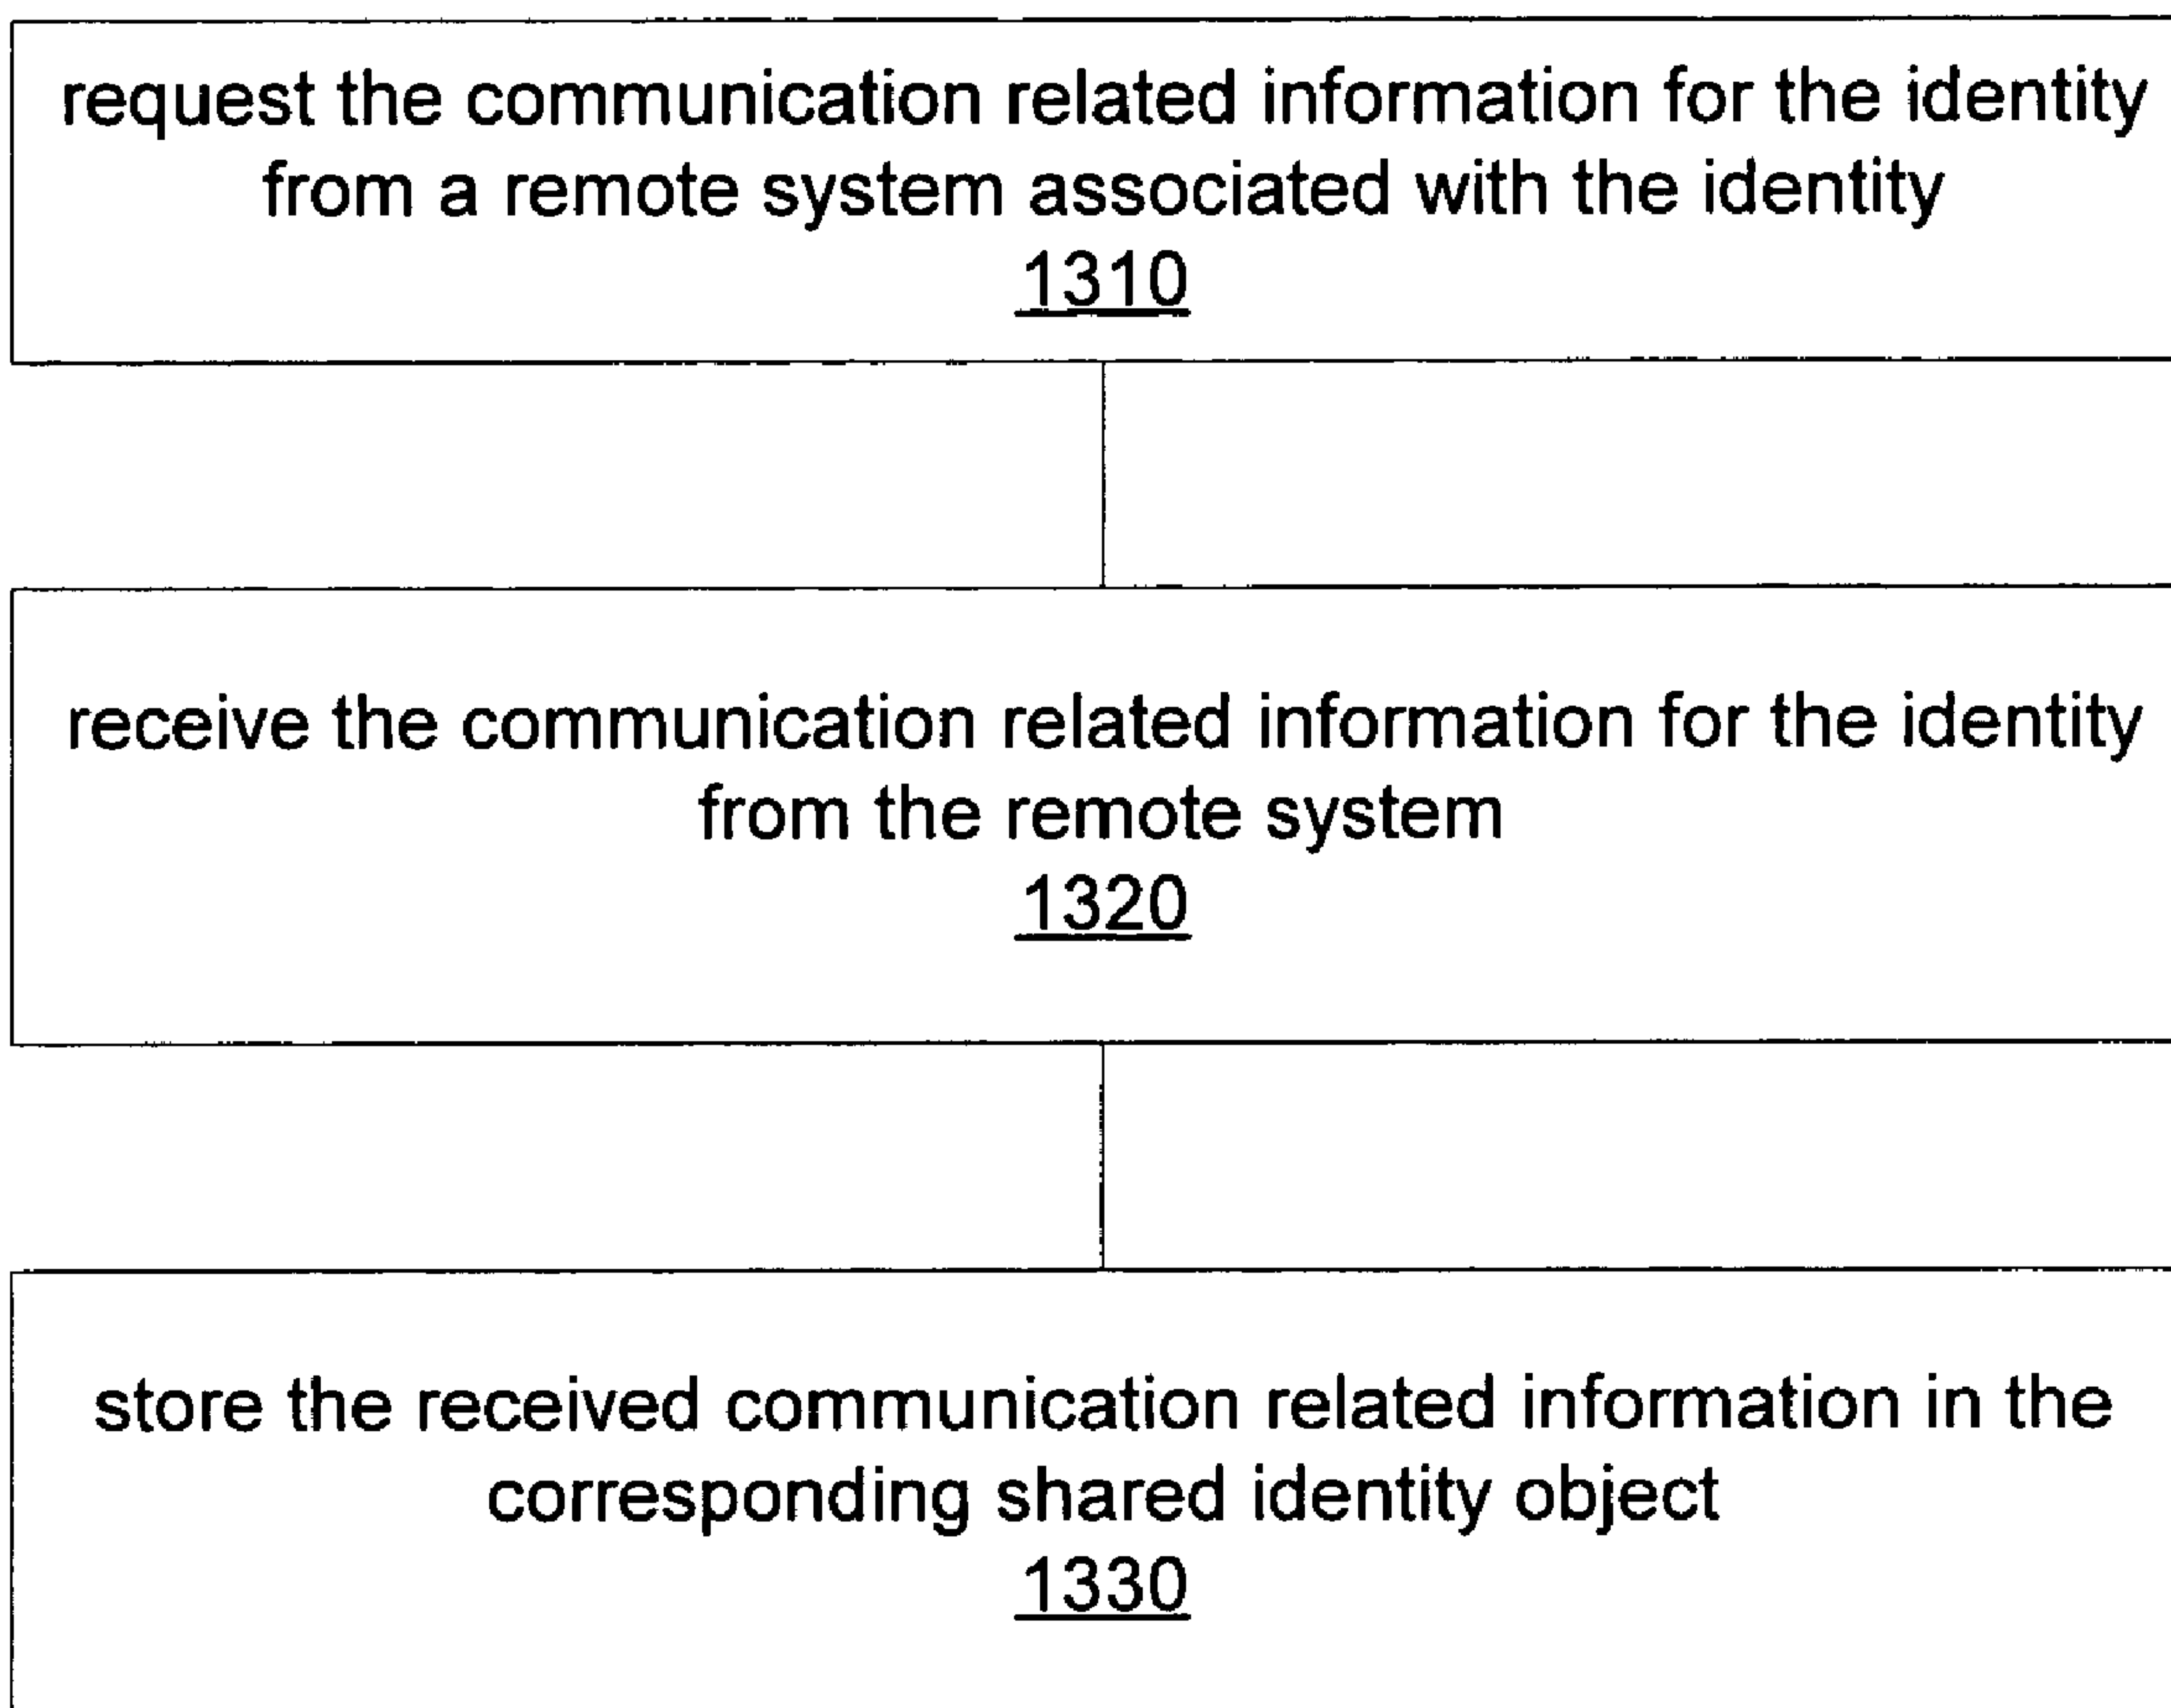 request the communication related information for the identity
from a remote system associated with the identity
1310
receive the communication related information for the identity
from the remote system
1320
store the received communication related information in the
corresponding shared identity object
1330